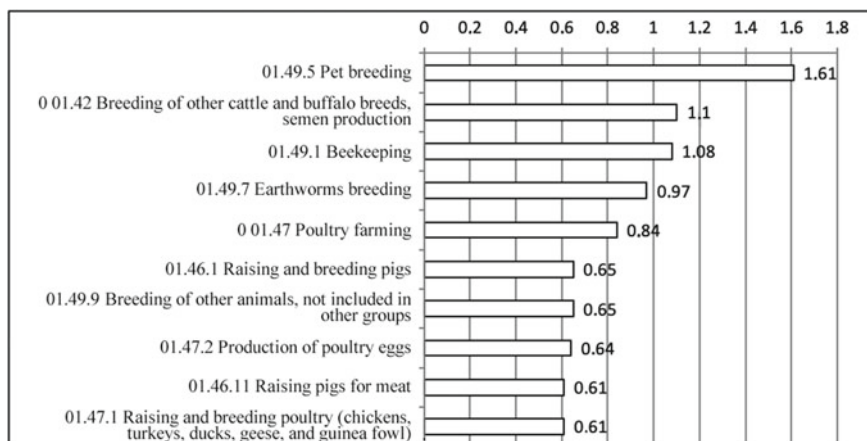 0 0.2 0.4 0.6 0.8 1 1.2 1.4 1.6 1.8
01.49.5 Pet breeding 1.61
0 01.42 Breeding of other cattle and buffalo breeds,
semen production 1.1
01.49.1 Beekeeping 1.08
01.49.7 Earthworms breeding 0.97
0 01.47 Poultry farming 0.84
01.46.1 Raising and breeding pigs 0.65
01.49.9 Breeding of other animals, not included in
other groups 0.65
01.47.2 Production of poultry eggs 0.64
01.46.11 Raising pigs for meat 0.61
01.47.1 Raising and breeding poultry (chickens,
turkeys, ducks, geese, and guinea fowl) 0.61